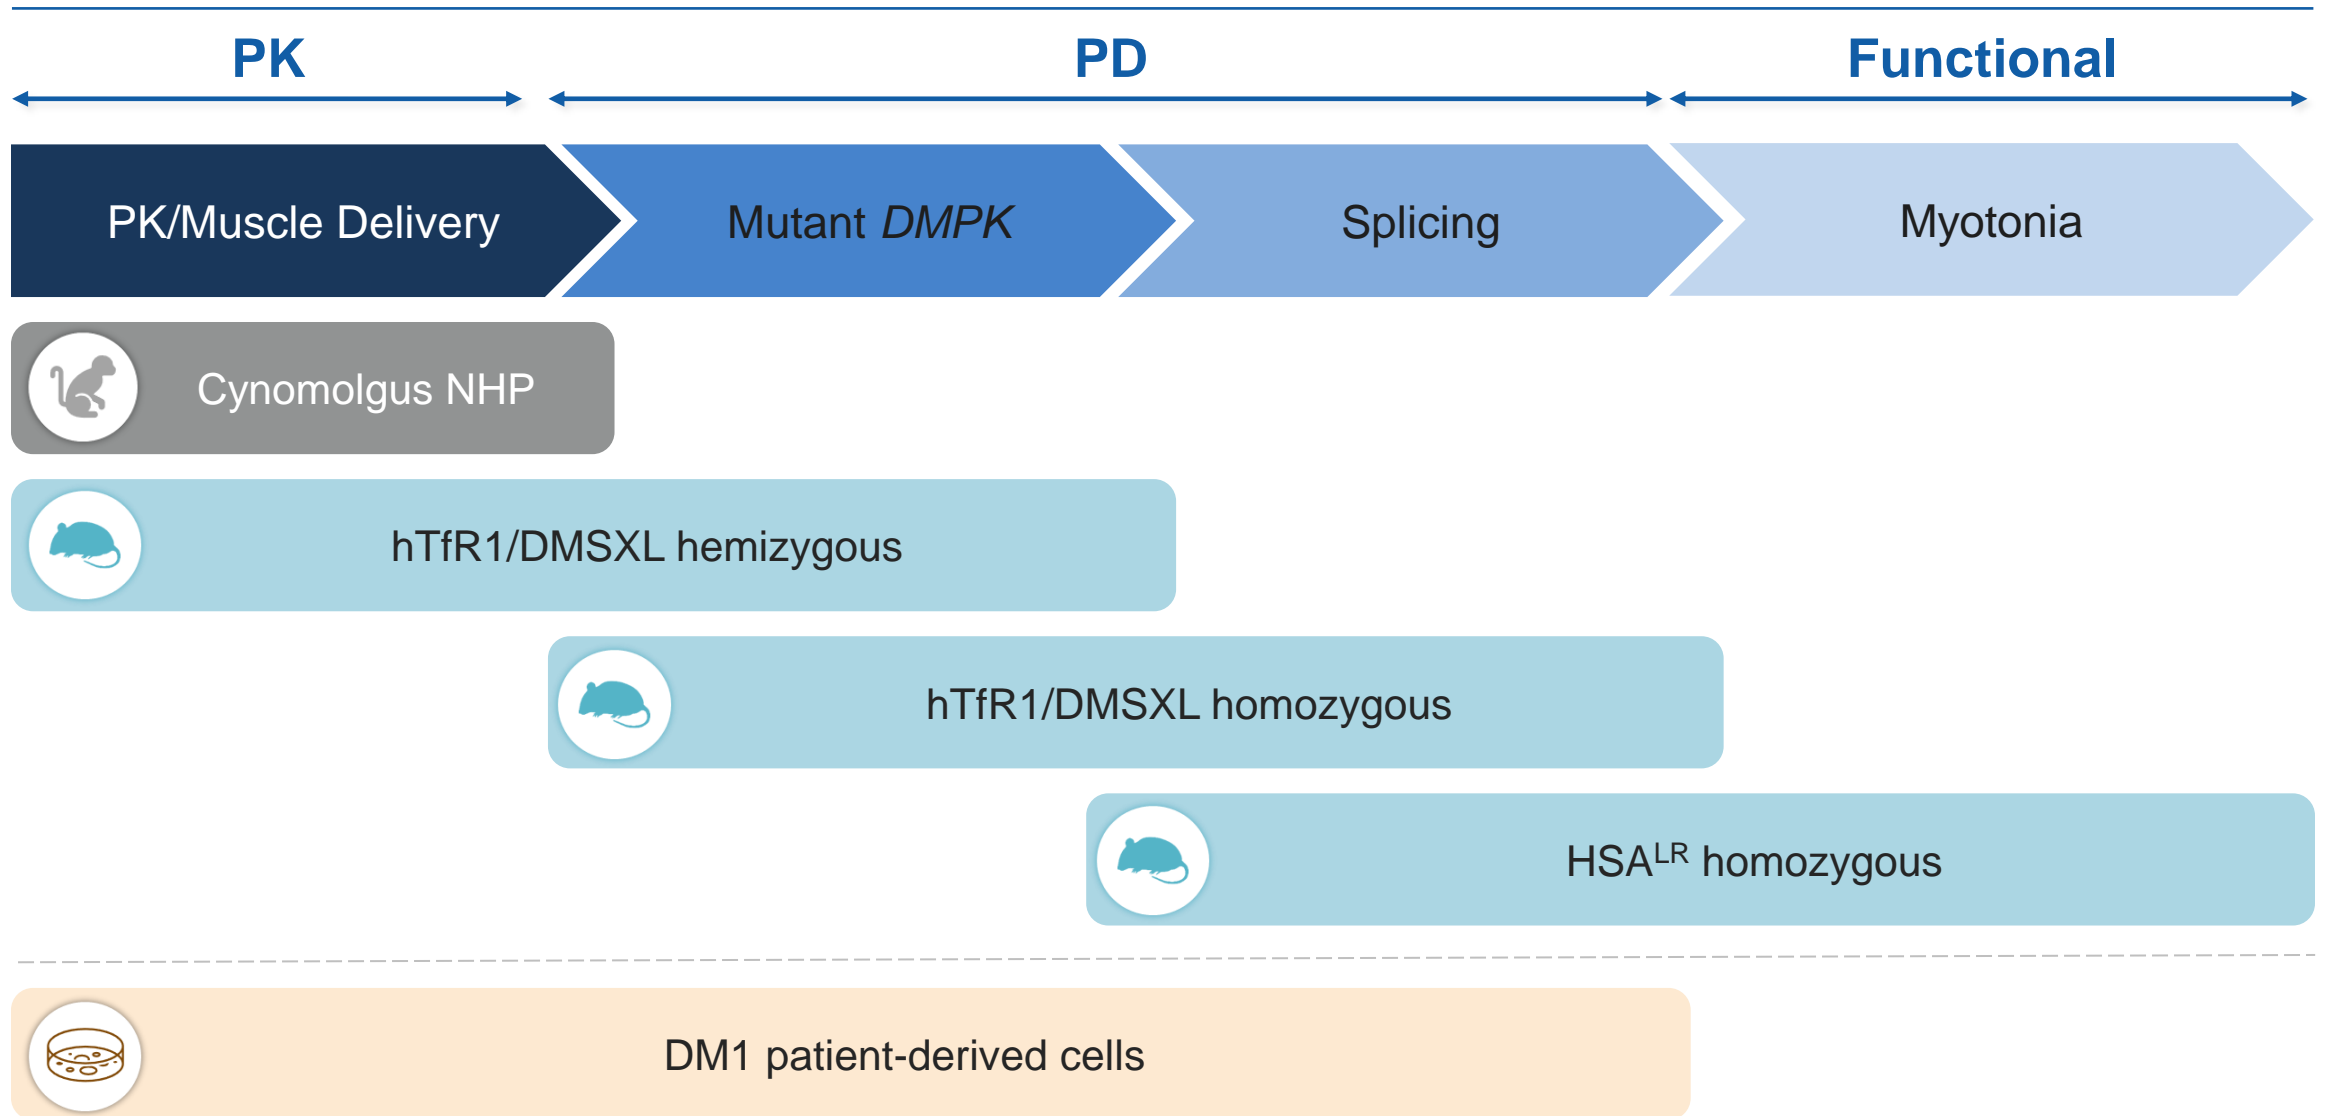 PK
PD
Functional
PK/Muscle Delivery
Mutant DMPK
Splicing
Myotonia
Cynomolgus NHP
hTfR1/DMSXL hemizygous
hTfR1/DMSXL homozygous
HSALR homozygous
DM1 patient-derived cells